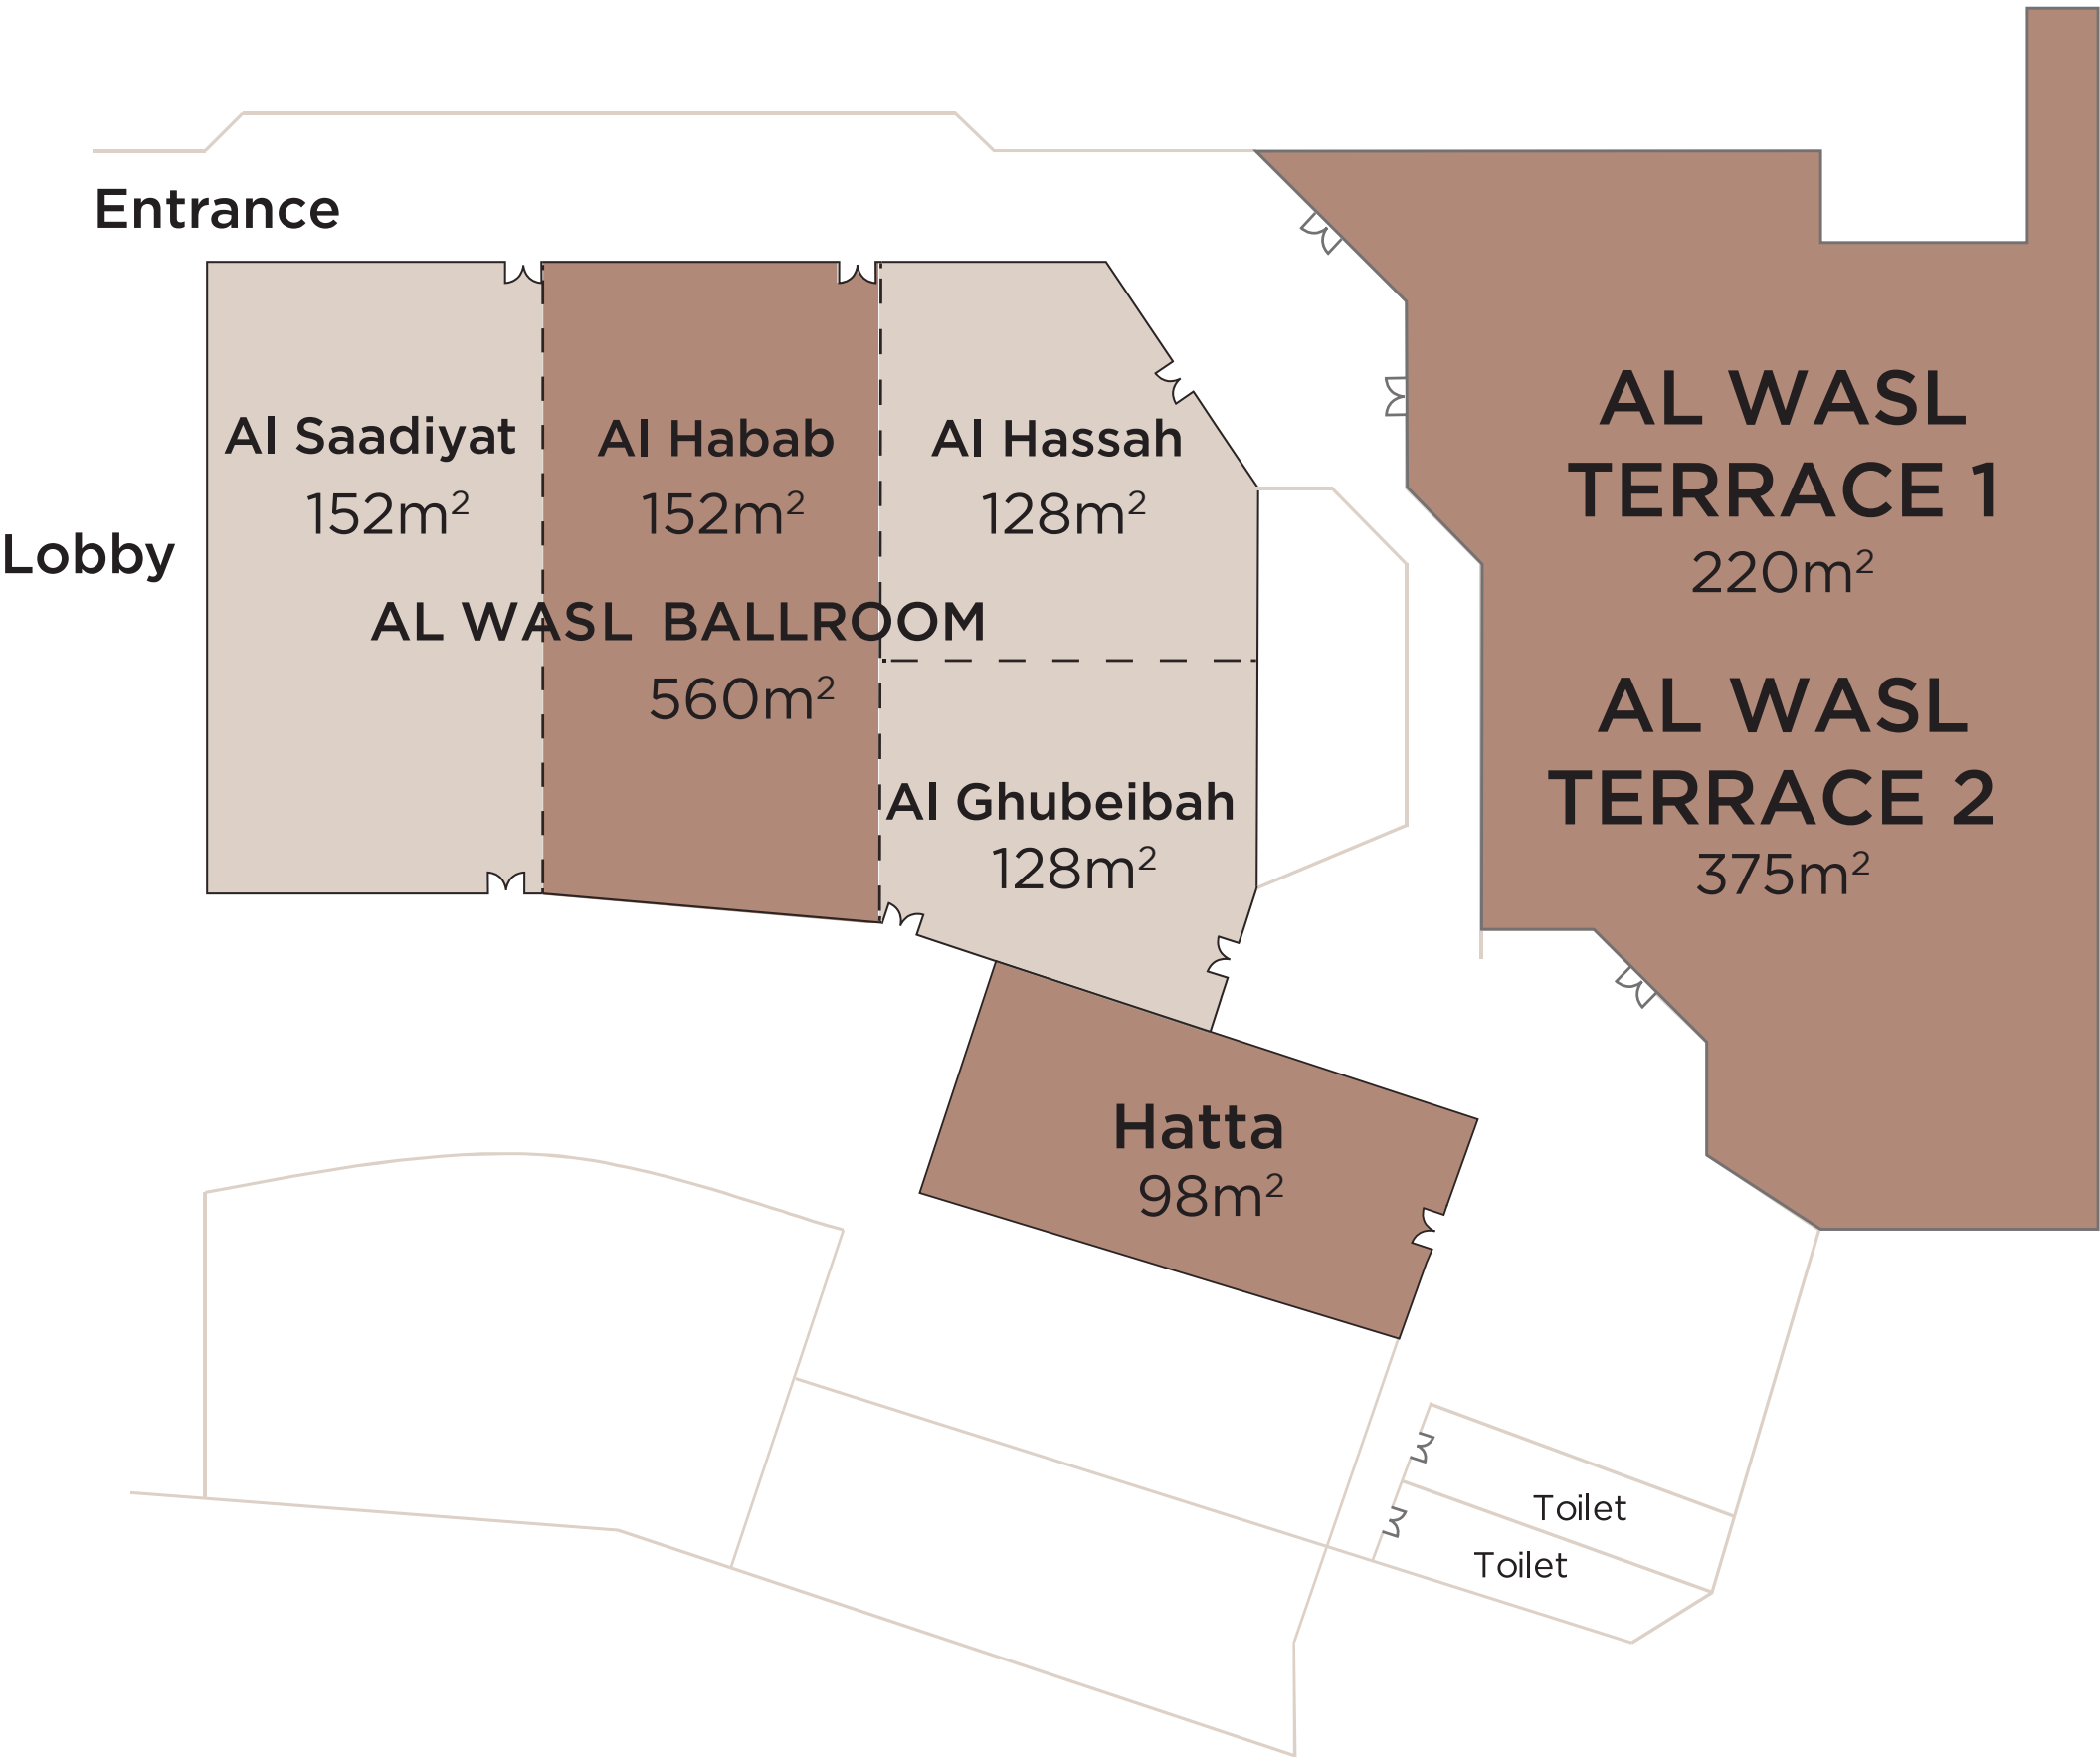 Entrance
Lobby
Al Saadiyat
152m²
Al Habab
152m²
Al Hassah
128m²
AL WASL BALLROOM
560m²
Al Ghubeibah
128m²
AL WASL
TERRACE 1
220m²
AL WASL
TERRACE 2
375m²
Hatta
98m²
Toilet
Toilet